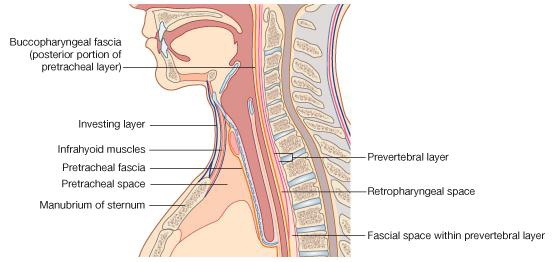 Buccopharyngeal fascia
(posterior portion of
pretracheal layer)
Investing layer
Infrahyoid muscles
Pretracheal fascia
Pretracheal space
Manubrium of sternum
Prevertebral layer
Retropharyngeal space
Fascial space within prevertebral layer